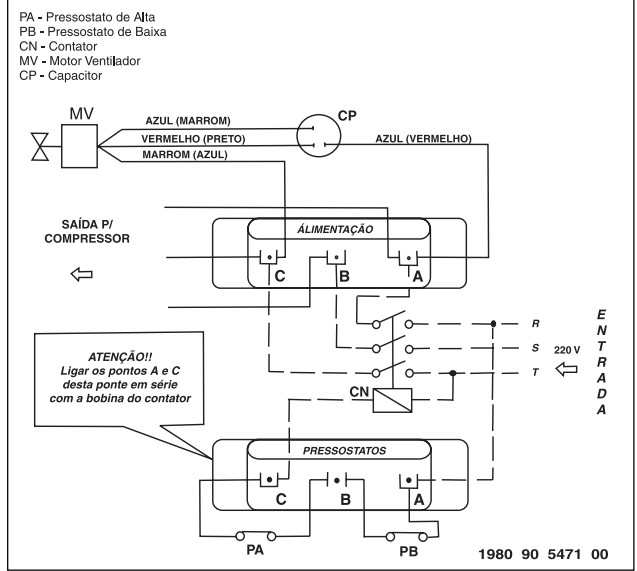 PA - Pressostato de Alta
PB - Pressostato de Baixa
CN - Contator
MV - Motor Ventilador
CP - Capacitor
MV
AZUL (MARROM)
CP
VERMELHO (PRETO)
AZUL (VERMELHO)
MARROM (AZUL)
SAÍDA P/
COMPRESSOR
ÁLIMENTAÇÃO
C
B
A
R
S
T
220 V
ENTRADA
ATENÇÃO!!
Ligar os pontos A e C
desta ponte em série
com a bobina do contator
CN
PRESSOSTATOS
C
B
A
PA
PB
1980 90 5471 00